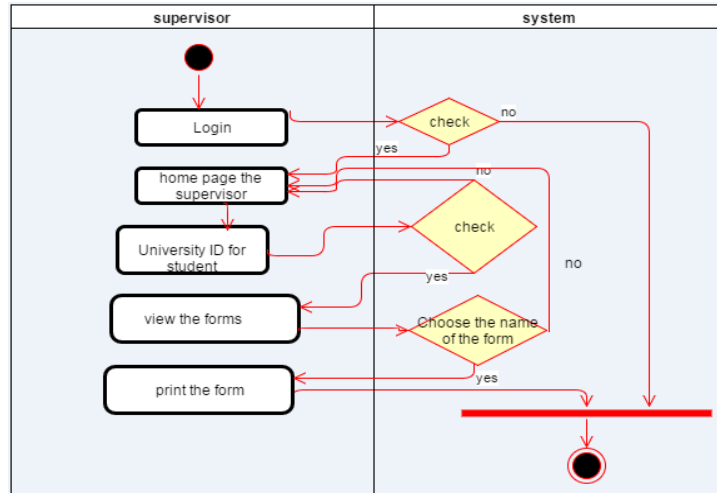 supervisor
system
Login
check
no
yes
home page the
supervisor
no
University ID for
student
check
no
yes
view the forms
Choose the name
of the form
yes
print the form